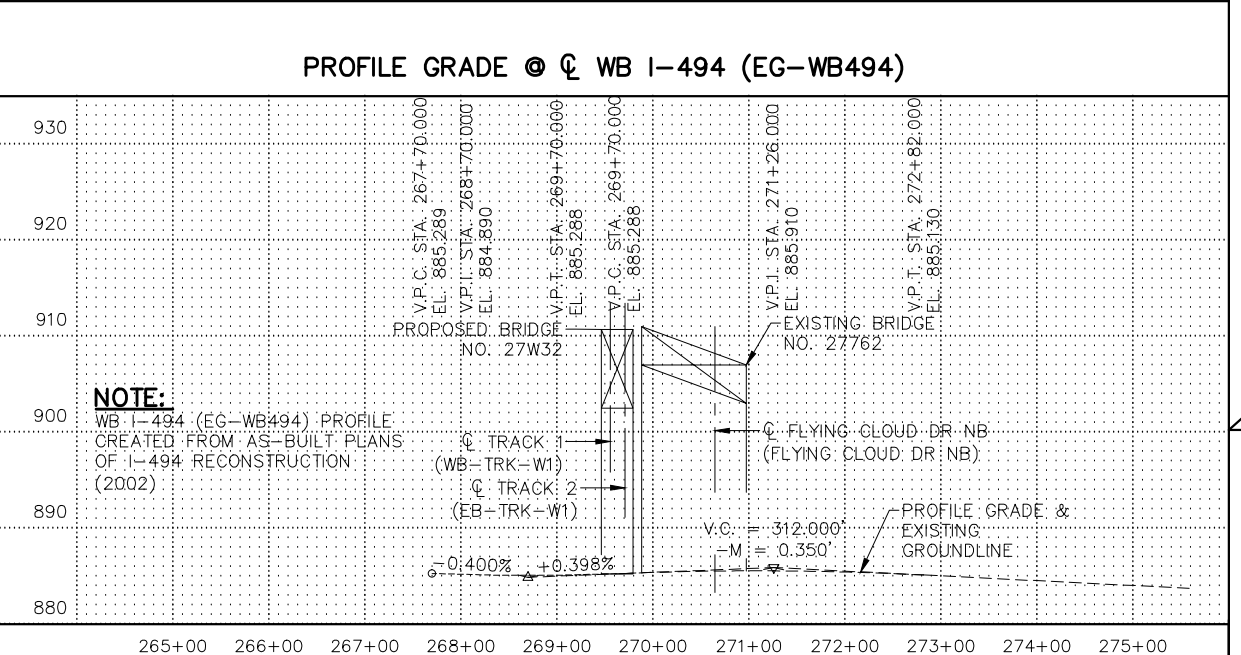 PROFILE GRADE @ ℄ WB I-494 (EG-WB494)
930
920
910
900
890
880
V.P.C. STA. 267+70.000
EL. 885.289
V.P.I. STA. 268+70.000
EL. 884.890
V.P.T. STA. 269+70.000
EL. 885.288
V.P.C. STA. 269+70.000
EL. 885.288
V.P.I. STA. 271+26.000
EL. 885.910
V.P.T. STA. 272+82.000
EL. 885.130
PROPOSED BRIDGE
NO. 27W32
EXISTING BRIDGE
NO. 27762
NOTE:
WB I-494 (EG-WB494) PROFILE
CREATED FROM AS-BUILT PLANS
OF I-494 RECONSTRUCTION
(2002)
℄ TRACK 1
(WB-TRK-W1)
℄ TRACK 2
(EB-TRK-W1)
℄ FLYING CLOUD DR NB
(FLYING CLOUD DR NB)
V.C. = 312.000'
-M = 0.350'
PROFILE GRADE &
EXISTING
GROUNDLINE
-0.400%
+0.398%
265+00 266+00 267+00 268+00 269+00 270+00 271+00 272+00 273+00 274+00 275+00